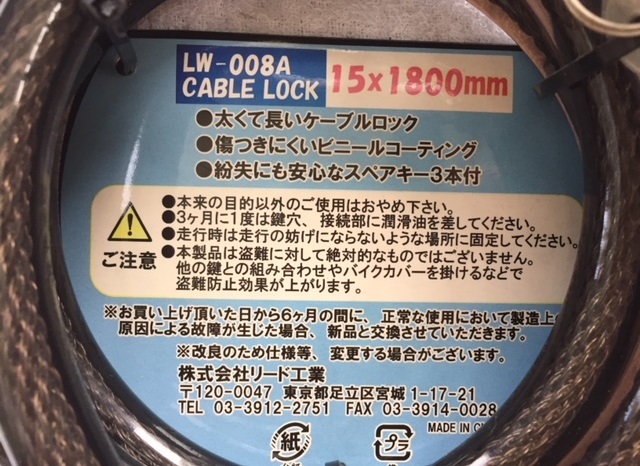 LW-008A
CABLE LOCK
15x1800mm
●太くて長いケーブルロック
●傷つきにくいビニールコーティング
●紛失にも安心なスペアキー3本付
ご注意
●本来の目的以外のご使用はおやめ下さい。
●3ヶ月に1度は鍵穴、接続部に潤滑油を差してください。
●走行時は走行の妨げにならないような場所に固定してください。
●本製品は盗難に対して絶対的なものではございません。
他の鍵との組み合わせやバイクカバーを掛けるなどで
盗難防止効果が上がります。
※お買い上げ頂いた日から6ヶ月の間に、正常な使用において製造上
原因による故障が生じた場合、新品と交換させていただきます。
※改良のため仕様等、変更する場合がございます。
株式会社リード工業
〒120-0047 東京都足立区宮城 1-17-21
TEL 03-3912-2751 FAX 03-3914-0028
MADE IN
紙
プラ